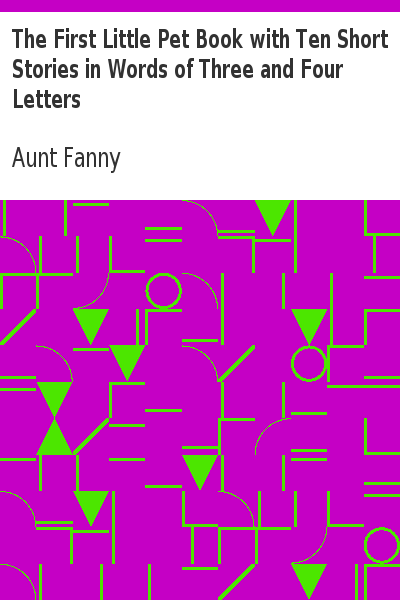 The First Little Pet Book with Ten Short
Stories in Words of Three and Four
Letters
Aunt Fanny